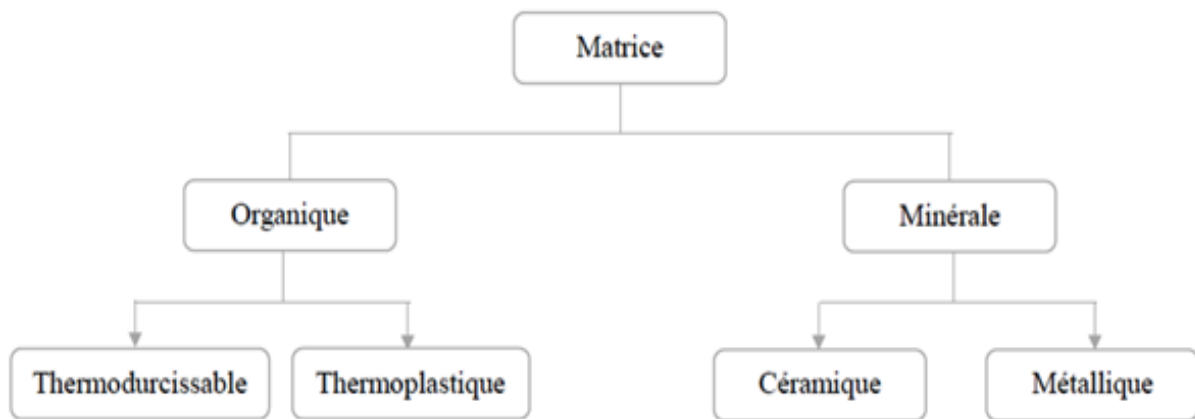 Matrice
Organique
Minérale
Thermodurcissable
Thermoplastique
Céramique
Métallique